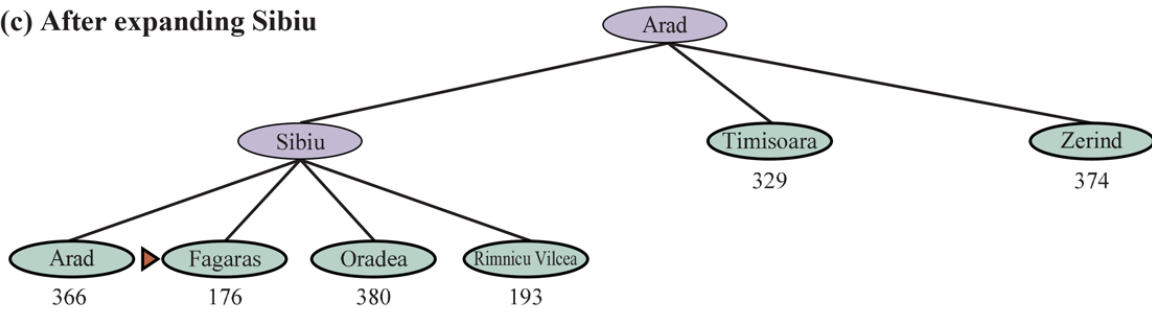 (c) After expanding Sibiu
Arad
Sibiu
Timisoara
Zerind
329
374
Arad
Fagaras
Oradea
Rimnicu Vilcea
366
176
380
193